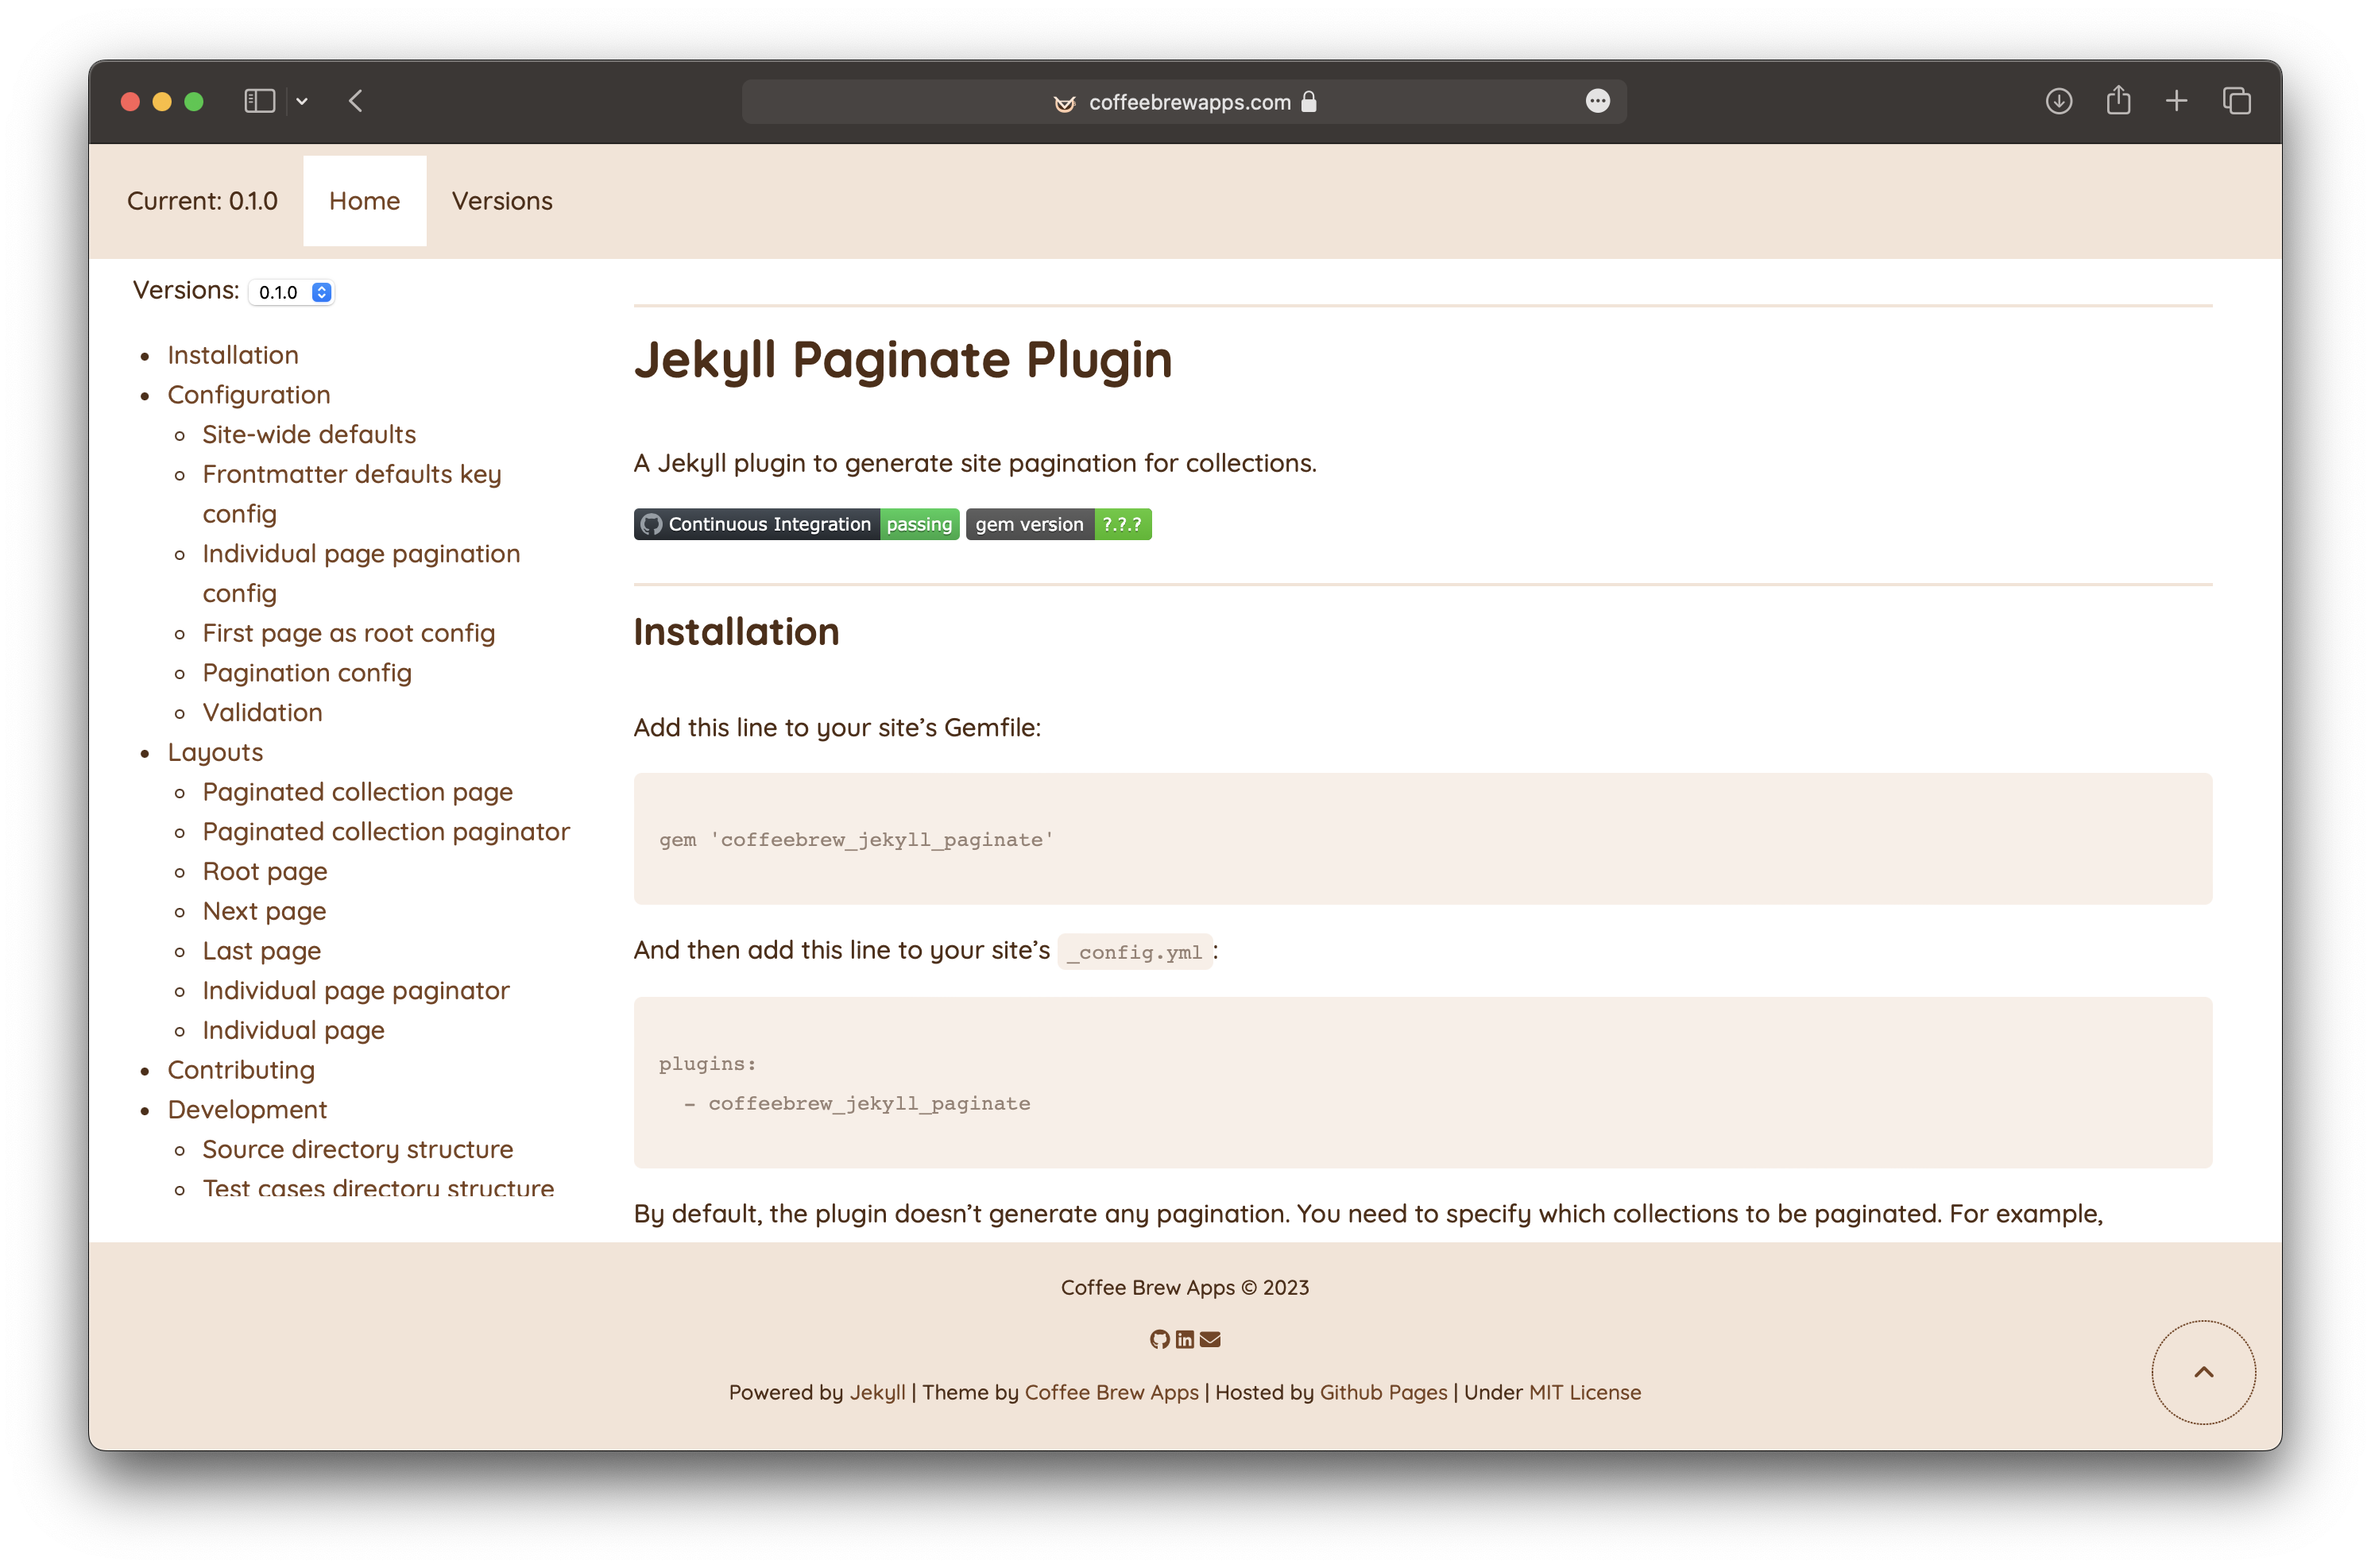 coffeebrewapps.com
Current: 0.1.0
Home
Versions
Versions:
0.1.0
Installation
Configuration
Site-wide defaults
Frontmatter defaults key
config
Individual page pagination
config
First page as root config
Pagination config
Validation
Layouts
Paginated collection page
Paginated collection paginator
Root page
Next page
Last page
Individual page paginator
Individual page
Contributing
Development
Source directory structure
Test cases directory structure
Jekyll Paginate Plugin
A Jekyll plugin to generate site pagination for collections.
Continuous Integration passing gem version ?.?.?
Installation
Add this line to your site’s Gemfile:
gem 'coffeebrew_jekyll_paginate'
And then add this line to your site’s _config.yml:
plugins:
- coffeebrew_jekyll_paginate
By default, the plugin doesn’t generate any pagination. You need to specify which collections to be paginated. For example,
Coffee Brew Apps © 2023
Powered by Jekyll | Theme by Coffee Brew Apps | Hosted by Github Pages | Under MIT License